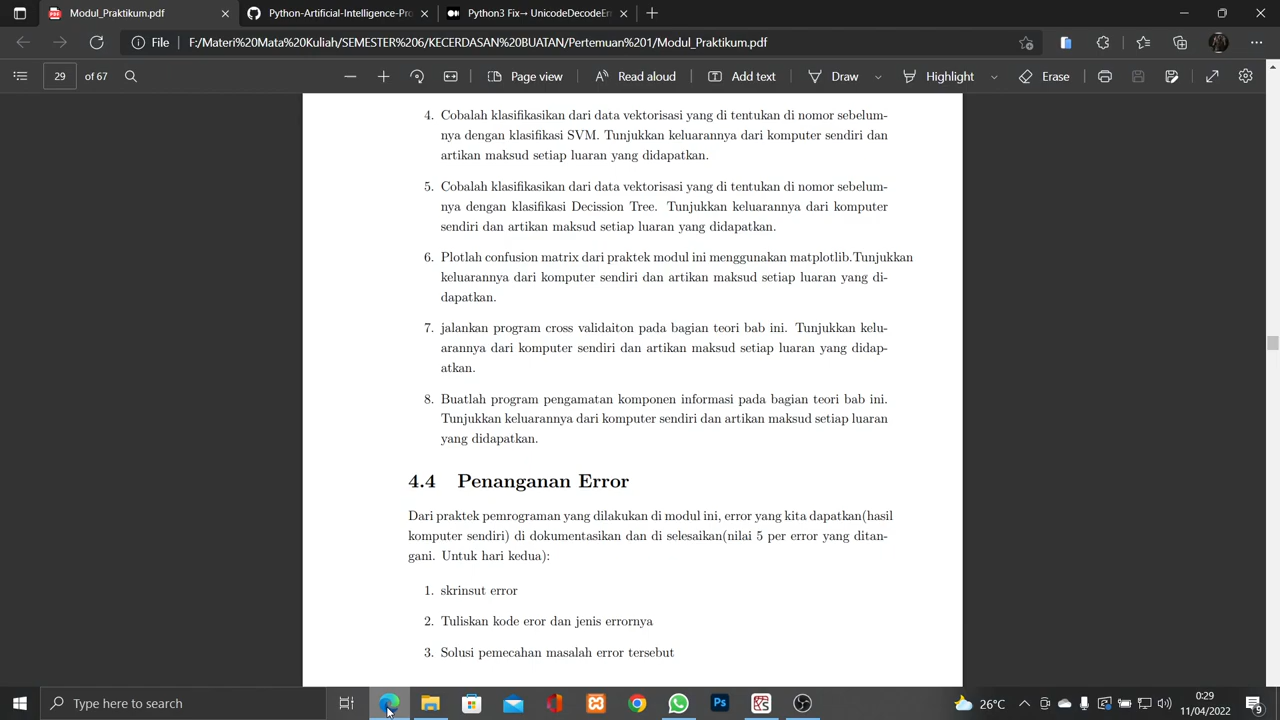 Modul_Praktikum.pdf
Python-Artificial-Intelligence-Pro
Python3 Fix→ UnicodeDecodeErr
File
F:/Materi%20Mata%20Kuliah/SEMESTER%206/KECERDASAN%20BUATAN/Pertemuan%201/Modul_Praktikum.pdf
29 of 67
Page view
Read aloud
Add text
Draw
Highlight
Erase
4. Cobalah klasifikasikan dari data vektorisasi yang di tentukan di nomor sebelum-
nya dengan klasifikasi SVM. Tunjukkan keluarannya dari komputer sendiri dan
artikan maksud setiap luaran yang didapatkan.
5. Cobalah klasifikasikan dari data vektorisasi yang di tentukan di nomor sebelum-
nya dengan klasifikasi Decission Tree. Tunjukkan keluarannya dari komputer
sendiri dan artikan maksud setiap luaran yang didapatkan.
6. Plotlah confusion matrix dari praktek modul ini menggunakan matplotlib.Tunjukkan
keluarannya dari komputer sendiri dan artikan maksud setiap luaran yang di-
dapatkan.
7. jalankan program cross validaiton pada bagian teori bab ini. Tunjukkan kelu-
arannya dari komputer sendiri dan artikan maksud setiap luaran yang didap-
atkan.
8. Buatlah program pengamatan komponen informasi pada bagian teori bab ini.
Tunjukkan keluarannya dari komputer sendiri dan artikan maksud setiap luaran
yang didapatkan.
4.4 Penanganan Error
Dari praktek pemrograman yang dilakukan di modul ini, error yang kita dapatkan(hasil
komputer sendiri) di dokumentasikan dan di selesaikan(nilai 5 per error yang ditan-
gani. Untuk hari kedua):
1. skrinsut error
2. Tuliskan kode eror dan jenis errornya
3. Solusi pemecahan masalah error tersebut
Type here to search
26°C
02:29
11/04/2022